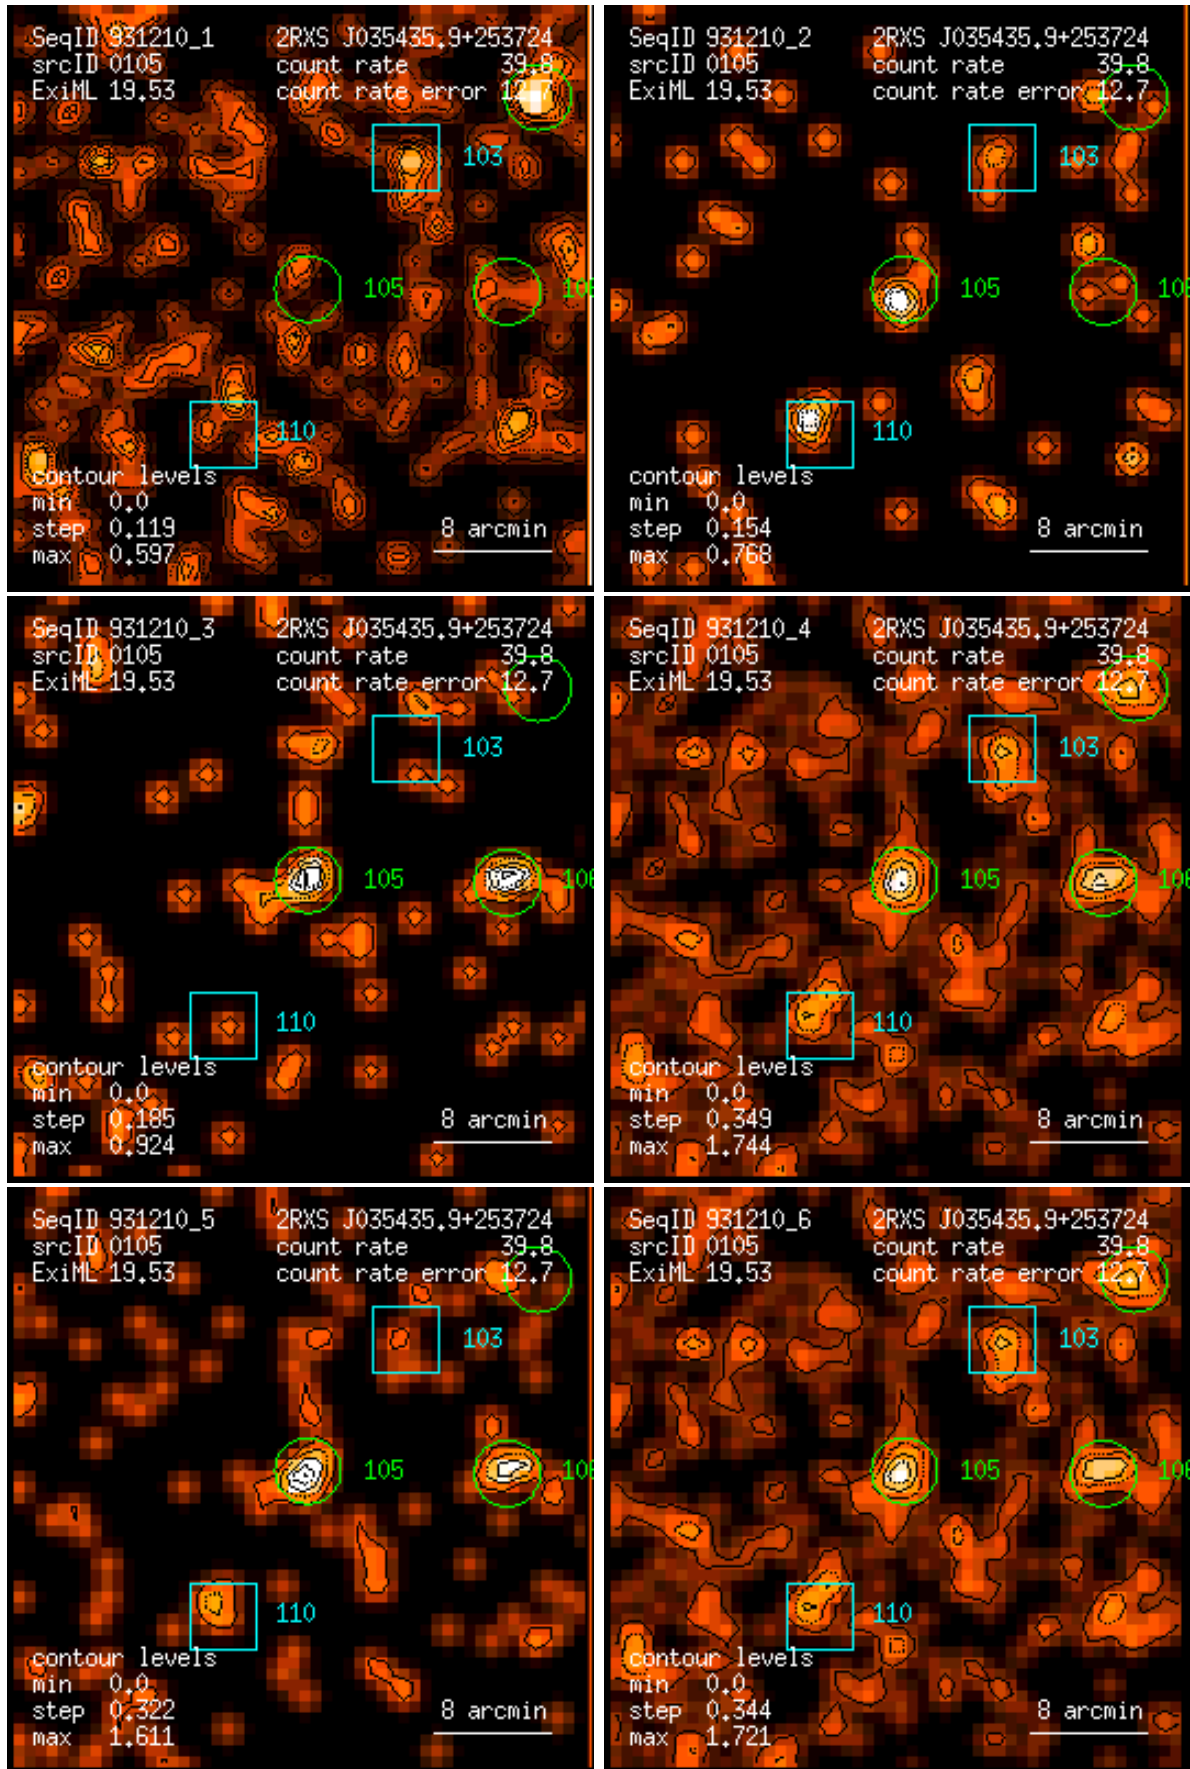 SeqID 931210_1 2RXS J035435.9+253724
srcID 0105 count rate 39.8
ExiML 19.53 count rate error 12.7
103
105
110
contour levels
min 0.0
step 0.119 8 arcmin
max 0.597
SeqID 931210_2 2RXS J035435.9+253724
srcID 0105 count rate 39.8
ExiML 19.53 count rate error 12.7
103
105
110
contour levels
min 0.0
step 0.154 8 arcmin
max 0.768
SeqID 931210_3 2RXS J035435.9+253724
srcID 0105 count rate 39.8
ExiML 19.53 count rate error 12.7
103
105
110
contour levels
min 0.0
step 0.185 8 arcmin
max 0.924
SeqID 931210_4 2RXS J035435.9+253724
srcID 0105 count rate 39.8
ExiML 19.53 count rate error 12.7
103
105
110
contour levels
min 0.0
step 0.349 8 arcmin
max 1.744
SeqID 931210_5 2RXS J035435.9+253724
srcID 0105 count rate 39.8
ExiML 19.53 count rate error 12.7
103
105
110
contour levels
min 0.0
step 0.322 8 arcmin
max 1.611
SeqID 931210_6 2RXS J035435.9+253724
srcID 0105 count rate 39.8
ExiML 19.53 count rate error 12.7
103
105
110
contour levels
min 0.0
step 0.344 8 arcmin
max 1.721